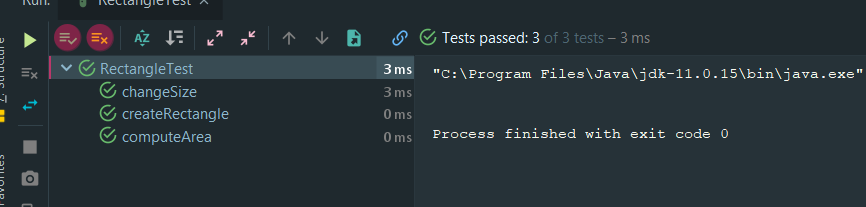 Run:
RectangleTest
Tests passed: 3 of 3 tests – 3 ms
RectangleTest 3 ms
changeSize 3 ms
createRectangle 0 ms
computeArea 0 ms
"C:\Program Files\Java\jdk-11.0.15\bin\java.exe"
Process finished with exit code 0
Z: Structure
Favorites